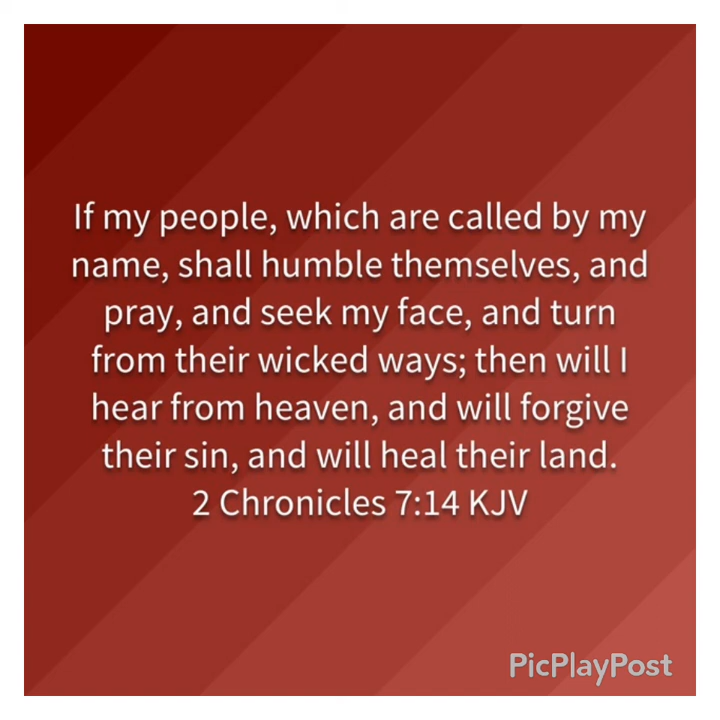 If my people, which are called by my
name, shall humble themselves, and
pray, and seek my face, and turn
from their wicked ways; then will I
hear from heaven, and will forgive
their sin, and will heal their land.
2 Chronicles 7:14 KJV
PicPlayPost